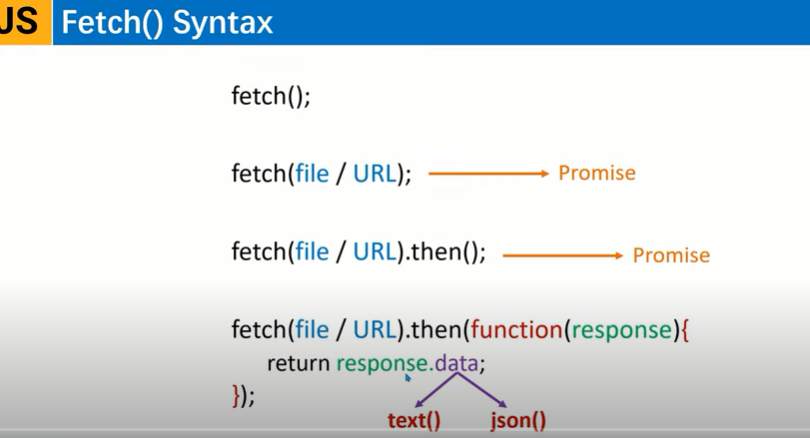 JS Fetch() Syntax
fetch();
fetch(file / URL); Promise
fetch(file / URL).then(); Promise
fetch(file / URL).then(function(response){
return response.data;
});
text() json()